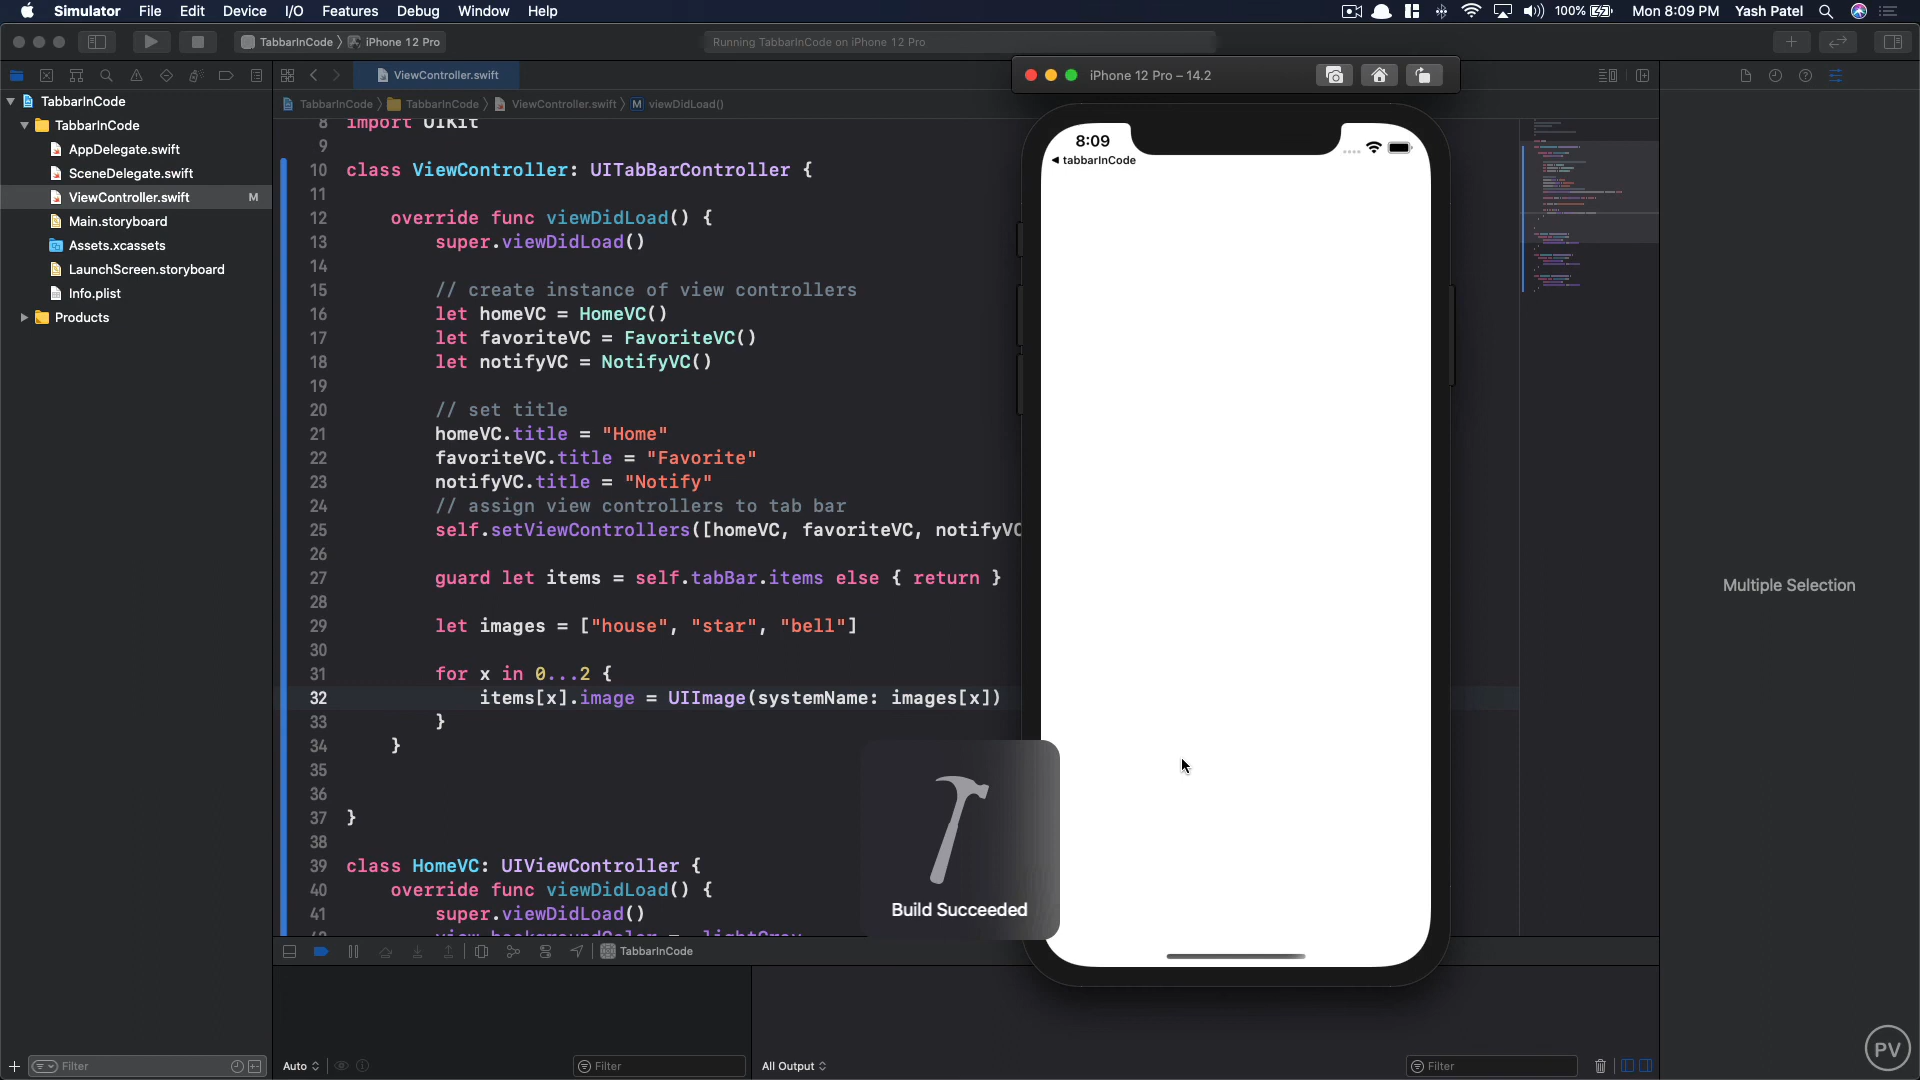 Simulator File Edit Device I/O Features Debug Window Help
100% Mon 8:09 PM Yash Patel
TabbarInCode iPhone 12 Pro
Running TabbarInCode on iPhone 12 Pro
ViewController.swift
iPhone 12 Pro – 14.2
TabbarInCode TabbarInCode ViewController.swift M viewDidLoad()
TabbarInCode
TabbarInCode
AppDelegate.swift
SceneDelegate.swift
ViewController.swift M
Main.storyboard
Assets.xcassets
LaunchScreen.storyboard
Info.plist
Products
8 import UIKit
9
10 class ViewController: UITabBarController {
11
12 override func viewDidLoad() {
13 super.viewDidLoad()
14
15 // create instance of view controllers
16 let homeVC = HomeVC()
17 let favoriteVC = FavoriteVC()
18 let notifyVC = NotifyVC()
19
20 // set title
21 homeVC.title = "Home"
22 favoriteVC.title = "Favorite"
23 notifyVC.title = "Notify"
24 // assign view controllers to tab bar
25 self.setViewControllers([homeVC, favoriteVC, notifyVC
26
27 guard let items = self.tabBar.items else { return }
28
29 let images = ["house", "star", "bell"]
30
31 for x in 0...2 {
32 items[x].image = UIImage(systemName: images[x])
33 }
34 }
35
36
37 }
38
39 class HomeVC: UIViewController {
40 override func viewDidLoad() {
41 super.viewDidLoad()
42 view.backgroundColor = .lightGray
8:09
tabbarInCode
Build Succeeded
Multiple Selection
TabbarInCode
Filter
Auto
Filter
All Output
Filter
PV